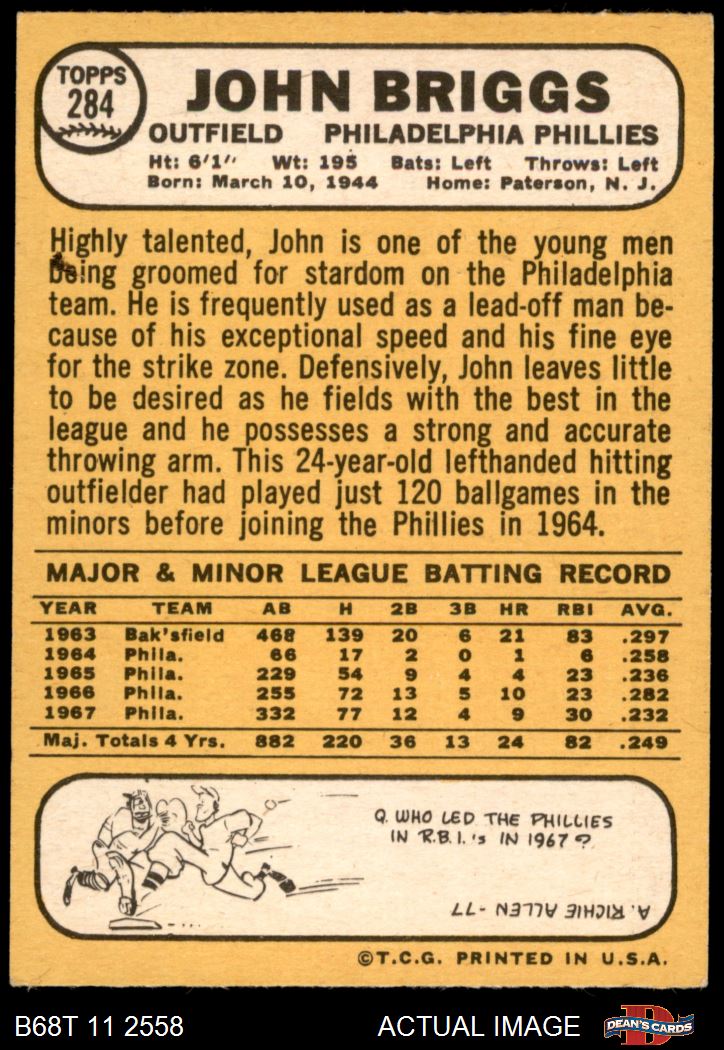 TOPPS
284
JOHN BRIGGS
OUTFIELD PHILADELPHIA PHILLIES
Ht: 6'1" Wt: 195 Bats: Left Throws: Left
Born: March 10, 1944 Home: Paterson, N. J.
Highly talented, John is one of the young men
being groomed for stardom on the Philadelphia
team. He is frequently used as a lead-off man be-
cause of his exceptional speed and his fine eye
for the strike zone. Defensively, John leaves little
to be desired as he fields with the best in the
league and he possesses a strong and accurate
throwing arm. This 24-year-old lefthanded hitting
outfielder had played just 120 ballgames in the
minors before joining the Phillies in 1964.
MAJOR & MINOR LEAGUE BATTING RECORD
YEAR TEAM AB H 2B 3B HR RBI AVG.
1963 Bak'sfield 468 139 20 6 21 83 .297
1964 Phila. 66 17 2 0 1 6 .258
1965 Phila. 229 54 9 4 4 23 .236
1966 Phila. 255 72 13 5 10 23 .282
1967 Phila. 332 77 12 4 9 30 .232
Maj. Totals 4 Yrs. 882 220 36 13 24 82 .249
Q. WHO LED THE PHILLIES
IN R.B.I.'s IN 1967?
A. RICHIE ALLEN -77
©T.C.G. PRINTED IN U.S.A.
B68T 11 2558 ACTUAL IMAGE
DEAN'S CARDS